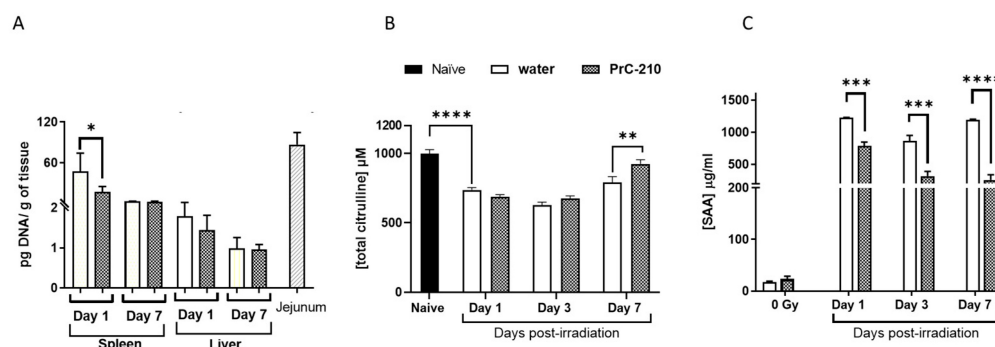 A
B
C
Naïve water PrC-210
pg DNA/ g of tissue
120
60
2
1
0
*
Day 1 Day 7 Day 1 Day 7
Jejunum
Spleen Liver
[total citrulline] µM
1200
1000
500
0
****
**
Naive Day 1 Day 3 Day 7
Days post-irradiation
[SAA] µg/ml
1500
1000
500
200
100
0
***
***
****
0 Gy Day 1 Day 3 Day 7
Days post-irradiation